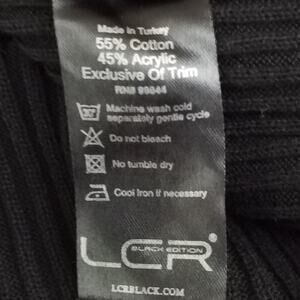 Made in Turkey
55% Cotton
45% Acrylic
Exclusive Of Trim
RN# 99044
Machine wash cold
separately gentle cycle
Do not bleach
No tumble dry
Cool iron if necessary
LCR
BLACK EDITION
LCRBLACK.COM